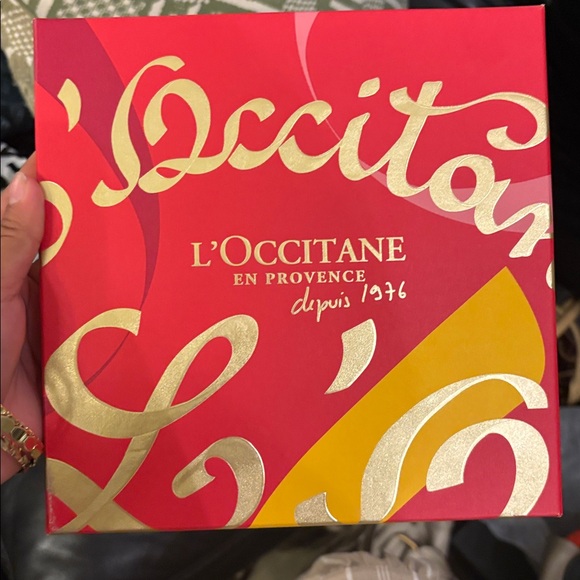 L'Occitan
L'OCCITANE
EN PROVENCE
depuis 1976
L'O